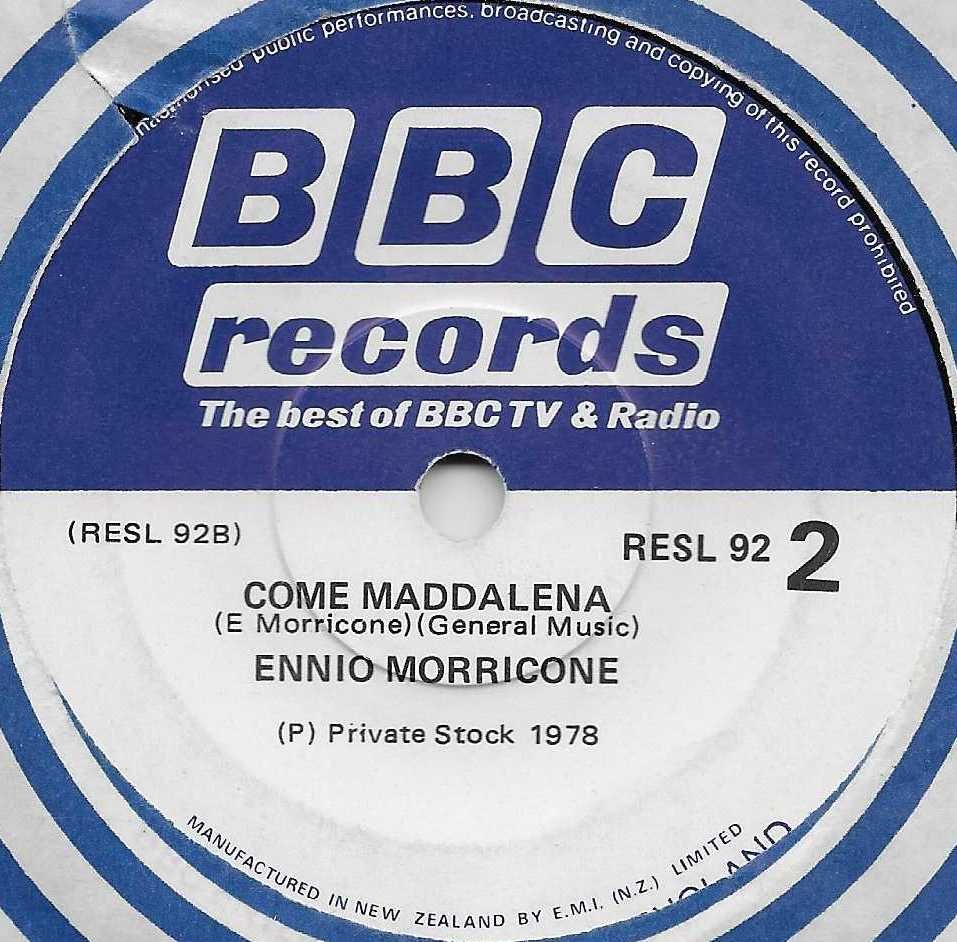 unauthorised public performances, broadcasting and copying of this record prohibited
BBC
records
The best of BBC TV & Radio
(RESL 92B)
RESL 92 2
COME MADDALENA
(E Morricone) (General Music)
ENNIO MORRICONE
(P) Private Stock 1978
MANUFACTURED IN NEW ZEALAND BY E.M.I. (N.Z.) LIMITED